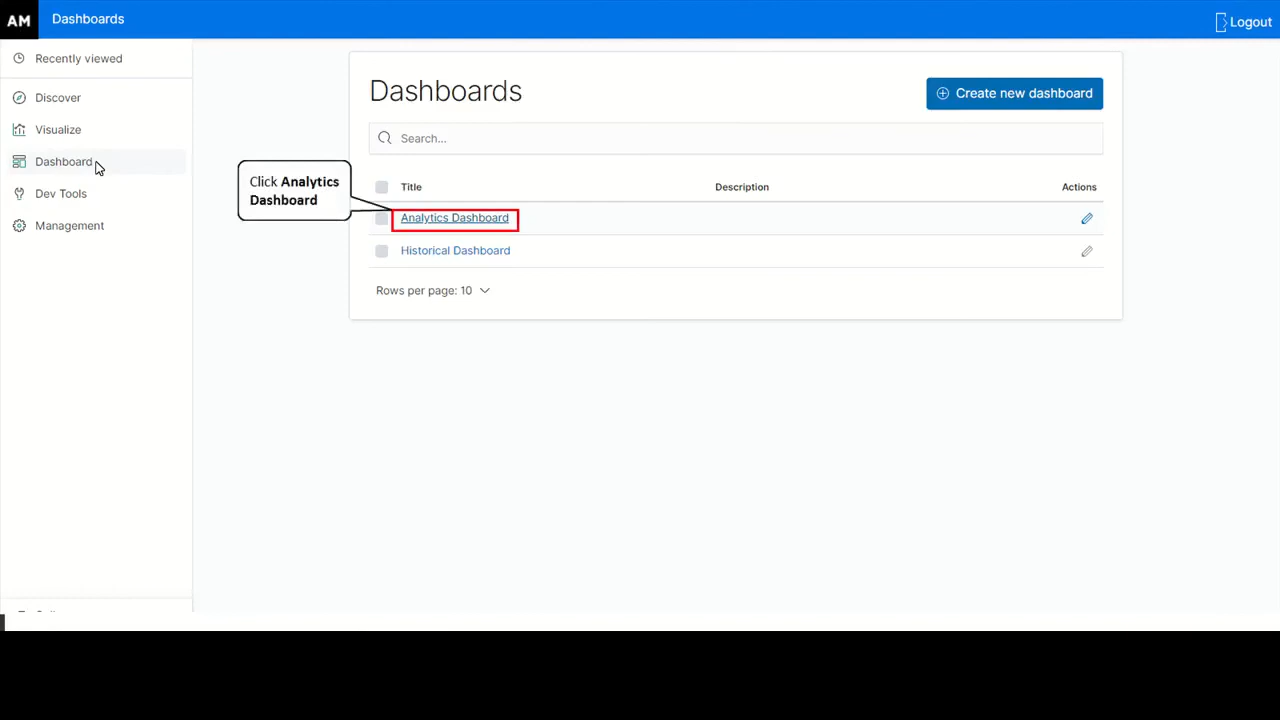 AM
Dashboards
Logout
Recently viewed
Discover
Visualize
Dashboard
Dev Tools
Management
Dashboards
Create new dashboard
Search...
Click Analytics
Dashboard
Title Description Actions
Analytics Dashboard
Historical Dashboard
Rows per page: 10